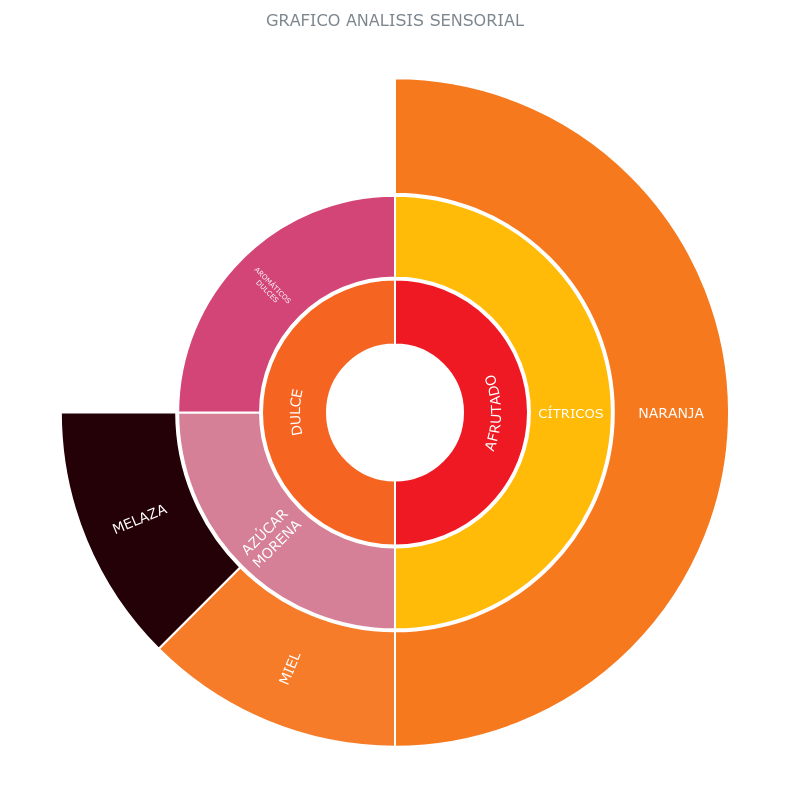 GRAFICO ANALISIS SENSORIAL
AROMÁTICOS
DULCES
DULCE
AFRUTADO
CÍTRICOS
NARANJA
AZÚCAR
MORENA
MELAZA
MIEL